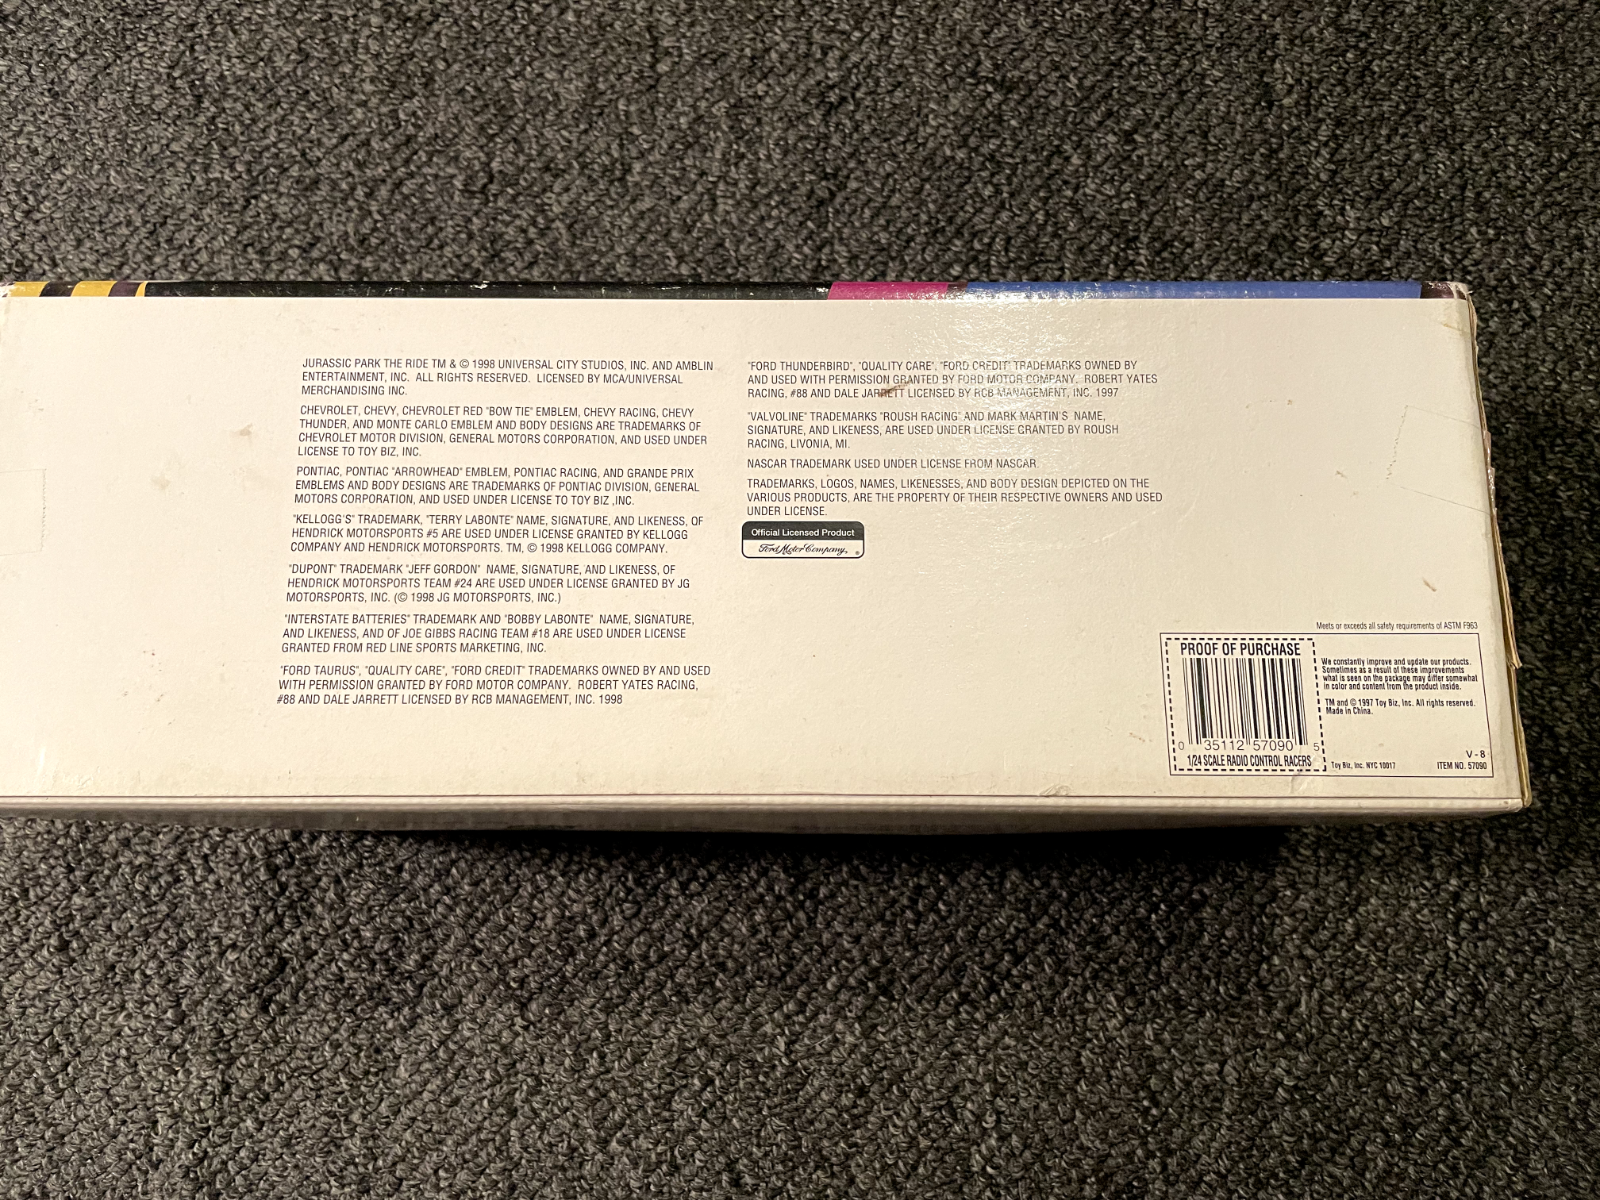 JURASSIC PARK THE RIDE TM & © 1998 UNIVERSAL CITY STUDIOS, INC. AND AMBLIN
ENTERTAINMENT, INC. ALL RIGHTS RESERVED. LICENSED BY MCA/UNIVERSAL
MERCHANDISING INC.
CHEVROLET, CHEVY, CHEVROLET RED "BOW TIE" EMBLEM, CHEVY RACING, CHEVY
THUNDER, AND MONTE CARLO EMBLEM AND BODY DESIGNS ARE TRADEMARKS OF
CHEVROLET MOTOR DIVISION, GENERAL MOTORS CORPORATION, AND USED UNDER
LICENSE TO TOY BIZ, INC.
PONTIAC, PONTIAC "ARROWHEAD" EMBLEM, PONTIAC RACING, AND GRANDE PRIX
EMBLEMS AND BODY DESIGNS ARE TRADEMARKS OF PONTIAC DIVISION, GENERAL
MOTORS CORPORATION, AND USED UNDER LICENSE TO TOY BIZ ,INC.
"KELLOGG'S" TRADEMARK, "TERRY LABONTE" NAME, SIGNATURE, AND LIKENESS, OF
HENDRICK MOTORSPORTS #5 ARE USED UNDER LICENSE GRANTED BY KELLOGG
COMPANY AND HENDRICK MOTORSPORTS. TM, © 1998 KELLOGG COMPANY.
"DUPONT" TRADEMARK "JEFF GORDON" NAME, SIGNATURE, AND LIKENESS, OF
HENDRICK MOTORSPORTS TEAM #24 ARE USED UNDER LICENSE GRANTED BY JG
MOTORSPORTS, INC. (© 1998 JG MOTORSPORTS, INC.)
"INTERSTATE BATTERIES" TRADEMARK AND "BOBBY LABONTE" NAME, SIGNATURE,
AND LIKENESS, AND OF JOE GIBBS RACING TEAM #18 ARE USED UNDER LICENSE
GRANTED FROM RED LINE SPORTS MARKETING, INC.
"FORD TAURUS", "QUALITY CARE", "FORD CREDIT" TRADEMARKS OWNED BY AND USED
WITH PERMISSION GRANTED BY FORD MOTOR COMPANY. ROBERT YATES RACING,
#88 AND DALE JARRETT LICENSED BY RCB MANAGEMENT, INC. 1998
"FORD THUNDERBIRD", "QUALITY CARE", "FORD CREDIT" TRADEMARKS OWNED BY
AND USED WITH PERMISSION GRANTED BY FORD MOTOR COMPANY. ROBERT YATES
RACING, #88 AND DALE JARRETT LICENSED BY RCB MANAGEMENT, INC. 1997
"VALVOLINE" TRADEMARKS "ROUSH RACING" AND MARK MARTIN'S NAME,
SIGNATURE, AND LIKENESS, ARE USED UNDER LICENSE GRANTED BY ROUSH
RACING, LIVONIA, MI.
NASCAR TRADEMARK USED UNDER LICENSE FROM NASCAR
TRADEMARKS, LOGOS, NAMES, LIKENESSES, AND BODY DESIGN DEPICTED ON THE
VARIOUS PRODUCTS, ARE THE PROPERTY OF THEIR RESPECTIVE OWNERS AND USED
UNDER LICENSE.
Official Licensed Product
Ford Motor Company, ®
Meets or exceeds all safety requirements of ASTM F963
PROOF OF PURCHASE
0 35112 57090 5
1/24 SCALE RADIO CONTROL RACERS
We constantly improve and update our products.
Sometimes as a result of these improvements
what is seen on the package may differ somewhat
in color and content from the product inside.
TM and © 1997 Toy Biz, Inc. All rights reserved.
Made in China.
V - 8
Toy Biz, Inc. NYC 10017
ITEM NO. 57090